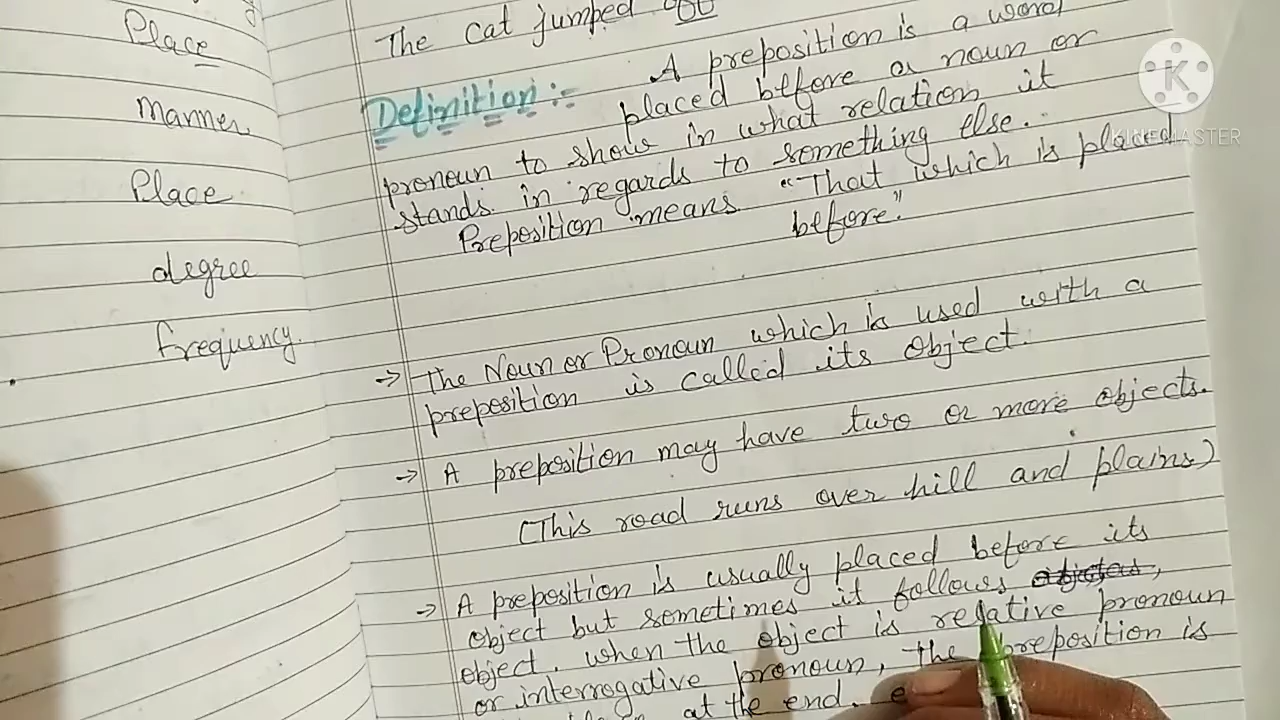 Place
Manner
Place
degree
frequency.
The cat jumped
Definition :-
A preposition is a word
placed before a noun or
pronoun to show in what relation it
stands in regards to something else.
Preposition means "That which is placed
before."
→ The Noun or Pronoun which is used with a
preposition is called its object.
→ A preposition may have two or more objects.
(This road runs over hill and plains)
→ A preposition is usually placed before its
object but sometimes it follows objects,
object. when the object is relative pronoun
or interrogative pronoun, the preposition is
at the end.
K
KINEMASTER